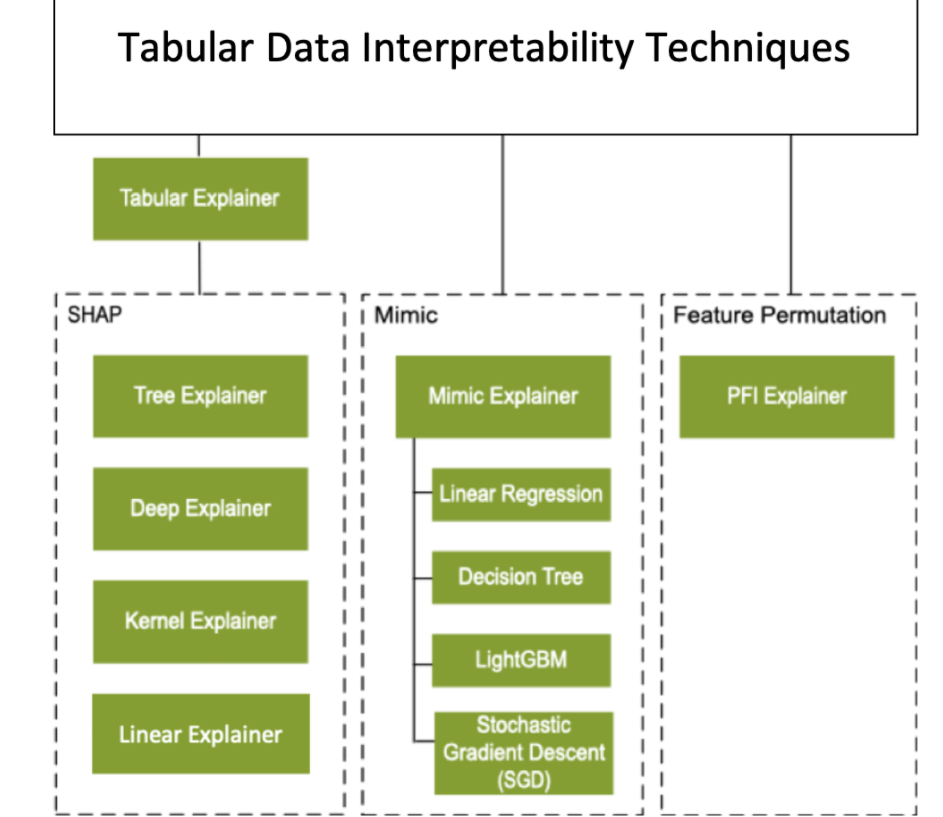 Tabular Data Interpretability Techniques
Tabular Explainer
SHAP
Tree Explainer
Deep Explainer
Kernel Explainer
Linear Explainer
Mimic
Mimic Explainer
Linear Regression
Decision Tree
LightGBM
Stochastic
Gradient Descent
(SGD)
Feature Permutation
PFI Explainer